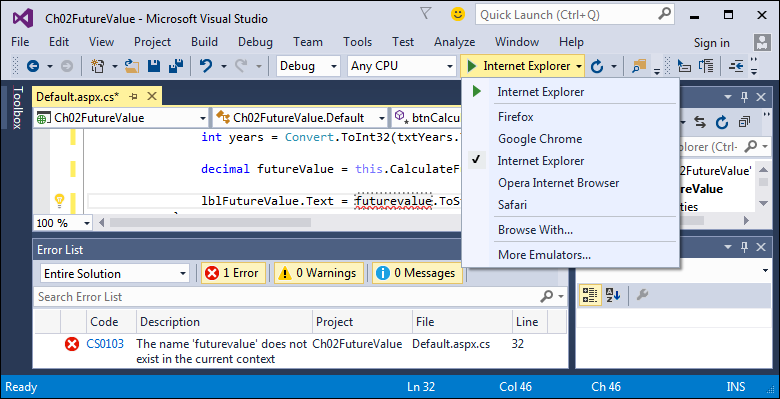 Ch02FutureValue - Microsoft Visual Studio
Quick Launch (Ctrl+Q)
File Edit View Project Build Debug Team Tools Test Analyze Window Help Sign in
Debug Any CPU Internet Explorer
Toolbox
Default.aspx.cs*
Ch02FutureValue Ch02FutureValue.Default btnCalcu
int years = Convert.ToInt32(txtYears.
decimal futureValue = this.CalculateF
lblFutureValue.Text = futurevalue.ToS
100 %
Internet Explorer
Firefox
Google Chrome
Internet Explorer
Opera Internet Browser
Safari
Browse With...
More Emulators...
plorer (Ctrl-
02FutureValue'
reValue
ties
Error List
Entire Solution 1 Error 0 Warnings 0 Messages
Search Error List
Code Description Project File Line
CS0103 The name 'futurevalue' does not Ch02FutureValue Default.aspx.cs 32
exist in the current context
Ready Ln 32 Col 46 Ch 46 INS